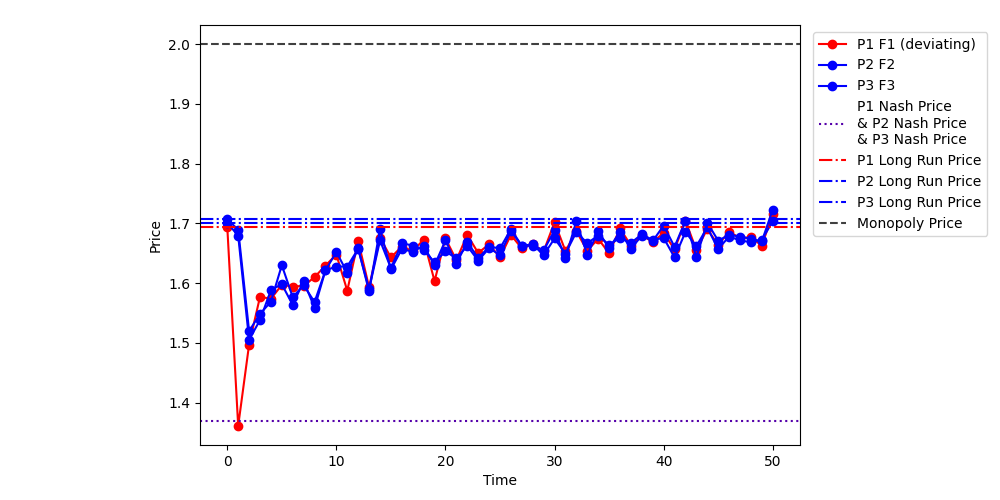 2.0
1.9
1.8
1.7
1.6
1.5
1.4
Price
0 10 20 30 40 50
Time
P1 F1 (deviating)
P2 F2
P3 F3
P1 Nash Price
& P2 Nash Price
& P3 Nash Price
P1 Long Run Price
P2 Long Run Price
P3 Long Run Price
Monopoly Price